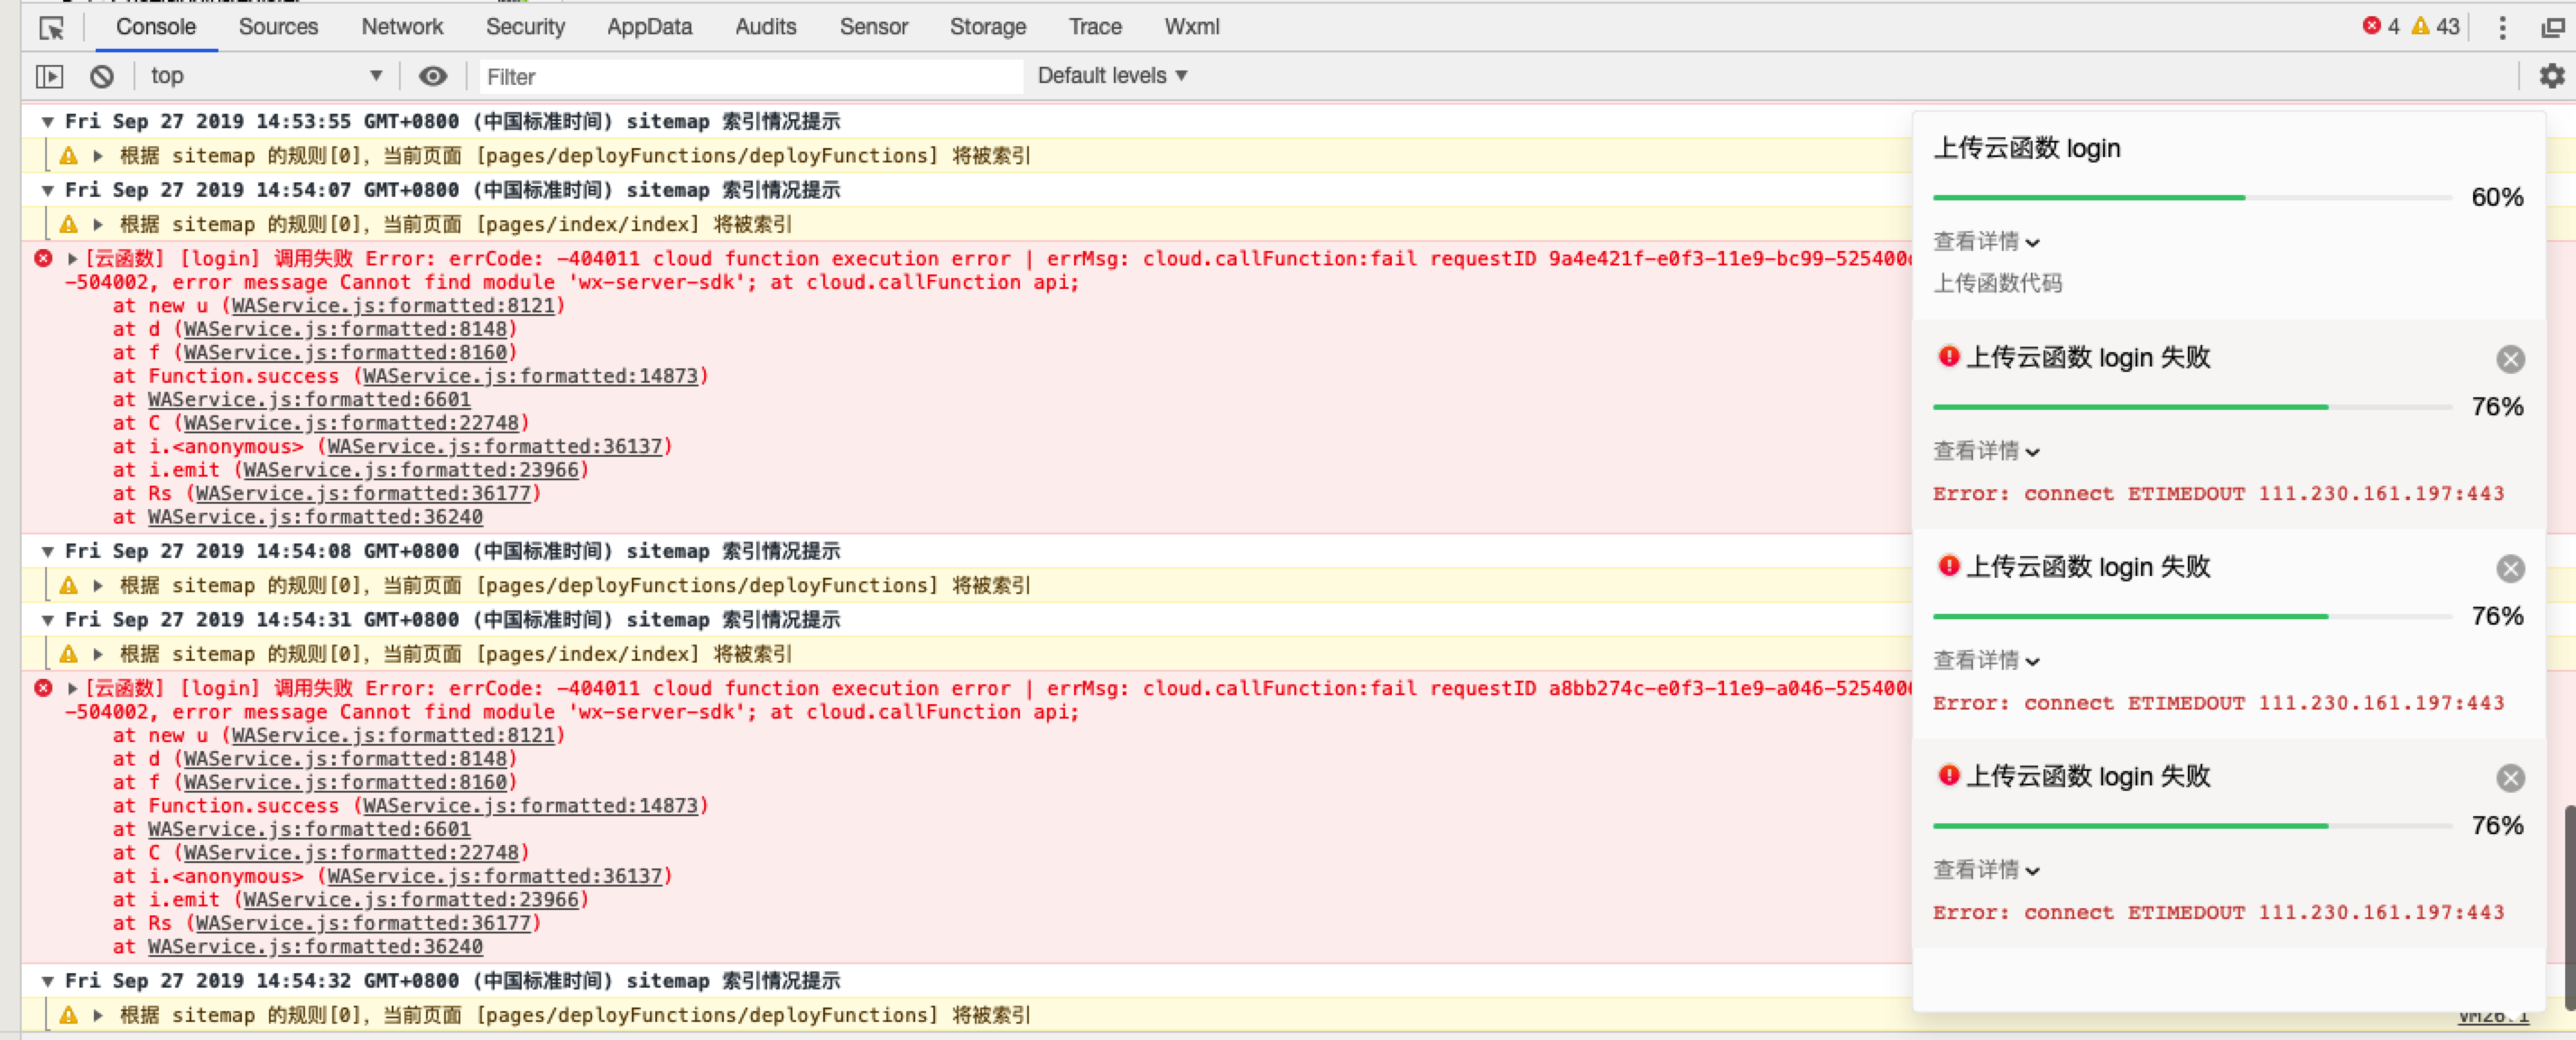 Console Sources Network Security AppData Audits Sensor Storage Trace Wxml 4 43
top Filter Default levels
Fri Sep 27 2019 14:53:55 GMT+0800 (中国标准时间) sitemap 索引情况提示
根据 sitemap 的规则[0]，当前页面 [pages/deployFunctions/deployFunctions] 将被索引
Fri Sep 27 2019 14:54:07 GMT+0800 (中国标准时间) sitemap 索引情况提示
根据 sitemap 的规则[0]，当前页面 [pages/index/index] 将被索引
[云函数] [login] 调用失败 Error: errCode: -404011 cloud function execution error | errMsg: cloud.callFunction:fail requestID 9a4e421f-e0f3-11e9-bc99-525400
-504002, error message Cannot find module 'wx-server-sdk'; at cloud.callFunction api;
at new u (WAService.js:formatted:8121)
at d (WAService.js:formatted:8148)
at f (WAService.js:formatted:8160)
at Function.success (WAService.js:formatted:14873)
at WAService.js:formatted:6601
at C (WAService.js:formatted:22748)
at i.<anonymous> (WAService.js:formatted:36137)
at i.emit (WAService.js:formatted:23966)
at Rs (WAService.js:formatted:36177)
at WAService.js:formatted:36240
Fri Sep 27 2019 14:54:08 GMT+0800 (中国标准时间) sitemap 索引情况提示
根据 sitemap 的规则[0]，当前页面 [pages/deployFunctions/deployFunctions] 将被索引
Fri Sep 27 2019 14:54:31 GMT+0800 (中国标准时间) sitemap 索引情况提示
根据 sitemap 的规则[0]，当前页面 [pages/index/index] 将被索引
[云函数] [login] 调用失败 Error: errCode: -404011 cloud function execution error | errMsg: cloud.callFunction:fail requestID a8bb274c-e0f3-11e9-a046-525400
-504002, error message Cannot find module 'wx-server-sdk'; at cloud.callFunction api;
at new u (WAService.js:formatted:8121)
at d (WAService.js:formatted:8148)
at f (WAService.js:formatted:8160)
at Function.success (WAService.js:formatted:14873)
at WAService.js:formatted:6601
at C (WAService.js:formatted:22748)
at i.<anonymous> (WAService.js:formatted:36137)
at i.emit (WAService.js:formatted:23966)
at Rs (WAService.js:formatted:36177)
at WAService.js:formatted:36240
Fri Sep 27 2019 14:54:32 GMT+0800 (中国标准时间) sitemap 索引情况提示
根据 sitemap 的规则[0]，当前页面 [pages/deployFunctions/deployFunctions] 将被索引
上传云函数 login
60%
查看详情
上传函数代码
上传云函数 login 失败
76%
查看详情
Error: connect ETIMEDOUT 111.230.161.197:443
上传云函数 login 失败
76%
查看详情
Error: connect ETIMEDOUT 111.230.161.197:443
上传云函数 login 失败
76%
查看详情
Error: connect ETIMEDOUT 111.230.161.197:443